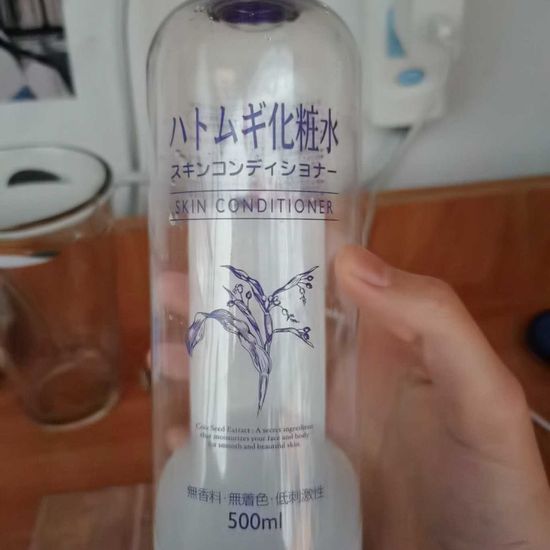 ハトムギ化粧水
スキンコンディショナー
SKIN CONDITIONER
Coix Seed Extract : A secret ingredient
that moisturizes your face and body
for smooth and beautiful skin.
無香料・無着色・低刺激性
500ml